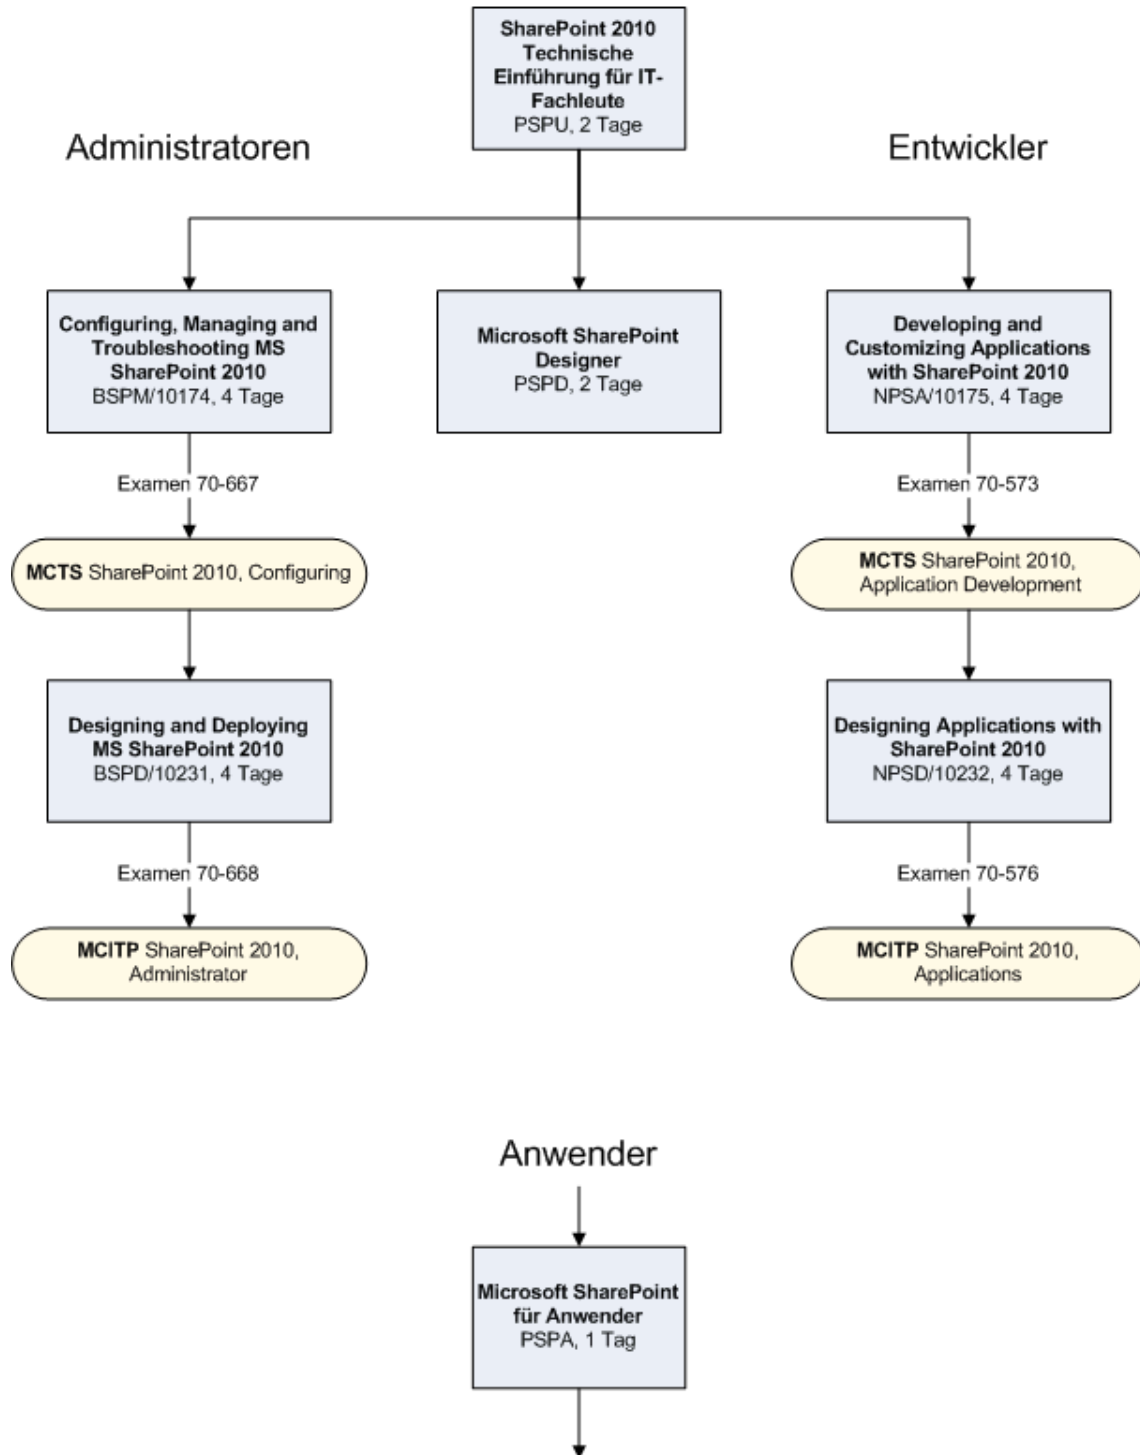 SharePoint 2010
Technische
Einführung für IT-
Fachleute
PSPU, 2 Tage
Administratoren
Entwickler
Configuring, Managing and
Troubleshooting MS
SharePoint 2010
BSPM/10174, 4 Tage
Microsoft SharePoint
Designer
PSPD, 2 Tage
Developing and
Customizing Applications
with SharePoint 2010
NPSA/10175, 4 Tage
Examen 70-667
Examen 70-573
MCTS SharePoint 2010, Configuring
MCTS SharePoint 2010,
Application Development
Designing and Deploying
MS SharePoint 2010
BSPD/10231, 4 Tage
Designing Applications with
SharePoint 2010
NPSD/10232, 4 Tage
Examen 70-668
Examen 70-576
MCITP SharePoint 2010,
Administrator
MCITP SharePoint 2010,
Applications
Anwender
Microsoft SharePoint
für Anwender
PSPA, 1 Tag